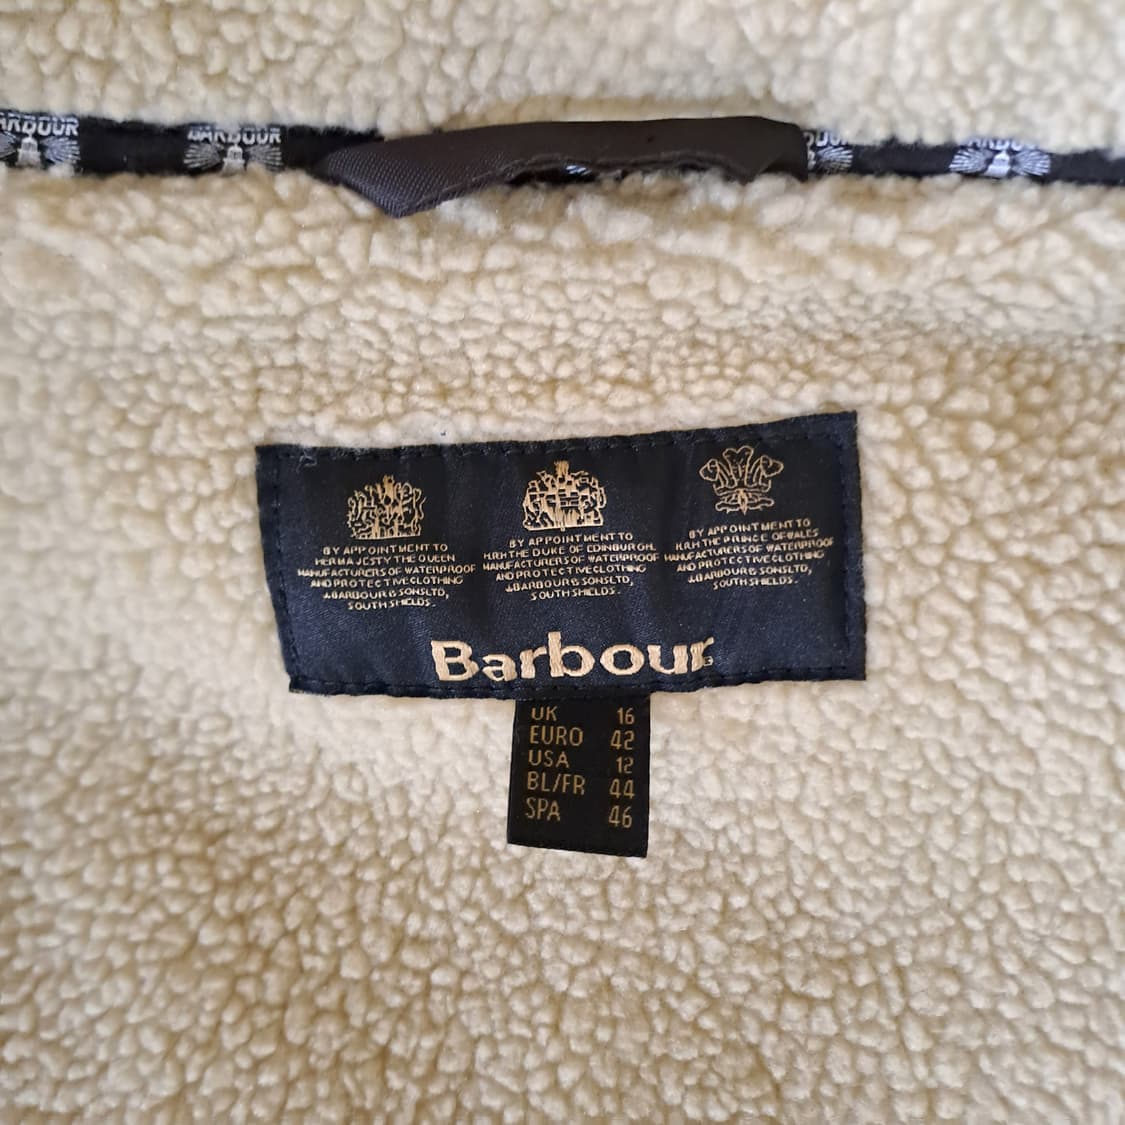 BARBOUR
BARBOUR
BY APPOINTMENT TO
HER MAJESTY THE QUEEN
MANUFACTURERS OF WATERPROOF
AND PROTECTIVE CLOTHING
J.BARBOUR & SONS LTD,
SOUTH SHIELDS.
BY APPOINTMENT TO
H.R.H THE DUKE OF EDINBURGH.
MANUFACTURERS OF WATERPROOF
AND PROTECTIVE CLOTHING
J.BARBOUR & SONS LTD,
SOUTH SHIELDS.
BY APPOINTMENT TO
H.R.H THE PRINCE OF WALES
MANUFACTURERS OF WATERPROOF
AND PROTECTIVE CLOTHING
J.BARBOUR & SONS LTD,
SOUTH SHIELDS.
Barbour
UK 16
EURO 42
USA 12
BL/FR 44
SPA 46